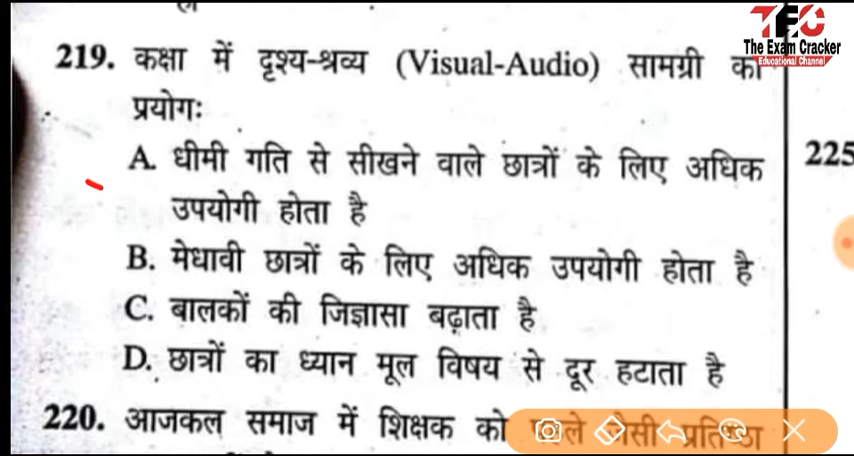 TEC
The Exam Cracker
Educational Channel
219. कक्षा में दृश्य-श्रव्य (Visual-Audio) सामग्री का
प्रयोगः
A. धीमी गति से सीखने वाले छात्रों के लिए अधिक
उपयोगी होता है
B. मेधावी छात्रों के लिए अधिक उपयोगी होता है
C. बालकों की जिज्ञासा बढ़ाता है
D. छात्रों का ध्यान मूल विषय से दूर हटाता है
220. आजकल समाज में शिक्षक को
225